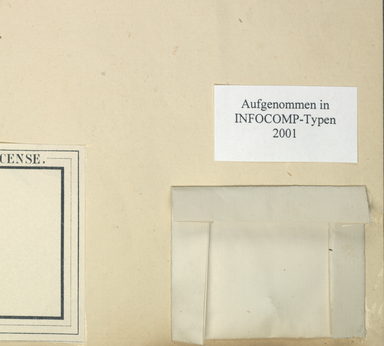 Aufgenommen in
INFOCOMP-Typen
2001
CENSE.